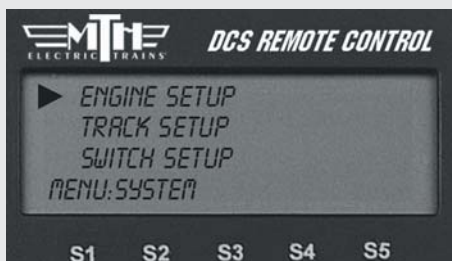 MTH DCS REMOTE CONTROL
ELECTRIC TRAINS
ENGINE SETUP
TRACK SETUP
SWITCH SETUP
MENU:SYSTEM
S1 S2 S3 S4 S5